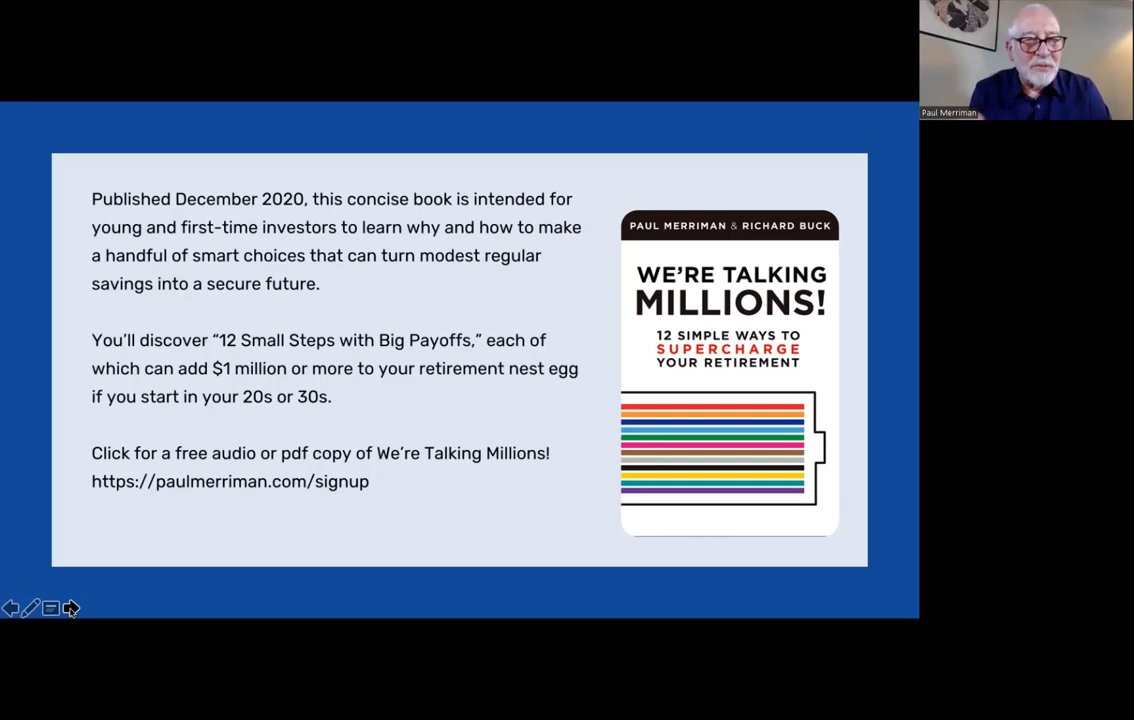 Paul Merriman
Published December 2020, this concise book is intended for
young and first-time investors to learn why and how to make
a handful of smart choices that can turn modest regular
savings into a secure future.
You'll discover “12 Small Steps with Big Payoffs,” each of
which can add $1 million or more to your retirement nest egg
if you start in your 20s or 30s.
Click for a free audio or pdf copy of We're Talking Millions!
https://paulmerriman.com/signup
PAUL MERRIMAN & RICHARD BUCK
WE'RE TALKING
MILLIONS!
12 SIMPLE WAYS TO
SUPERCHARGE
YOUR RETIREMENT